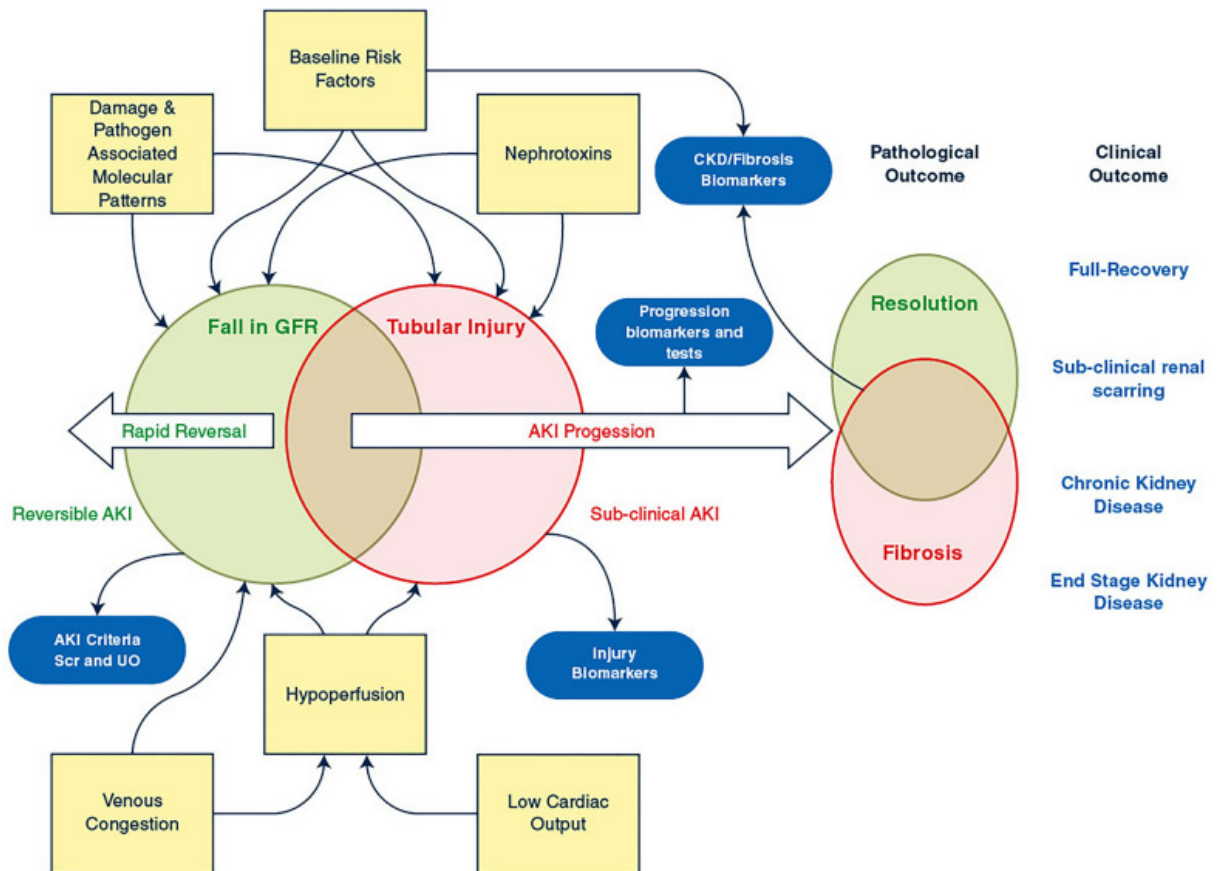 Baseline Risk
Factors
Damage &
Pathogen
Associated
Molecular
Patterns
Nephrotoxins
CKD/Fibrosis
Biomarkers
Pathological
Outcome
Clinical
Outcome
Full-Recovery
Resolution
Fall in GFR
Tubular Injury
Progression
biomarkers and
tests
Sub-clinical renal
scarring
Rapid Reversal
AKI Progession
Chronic Kidney
Disease
Reversible AKI
Sub-clinical AKI
Fibrosis
End Stage Kidney
Disease
AKI Criteria
Scr and UO
Injury
Biomarkers
Hypoperfusion
Venous
Congestion
Low Cardiac
Output